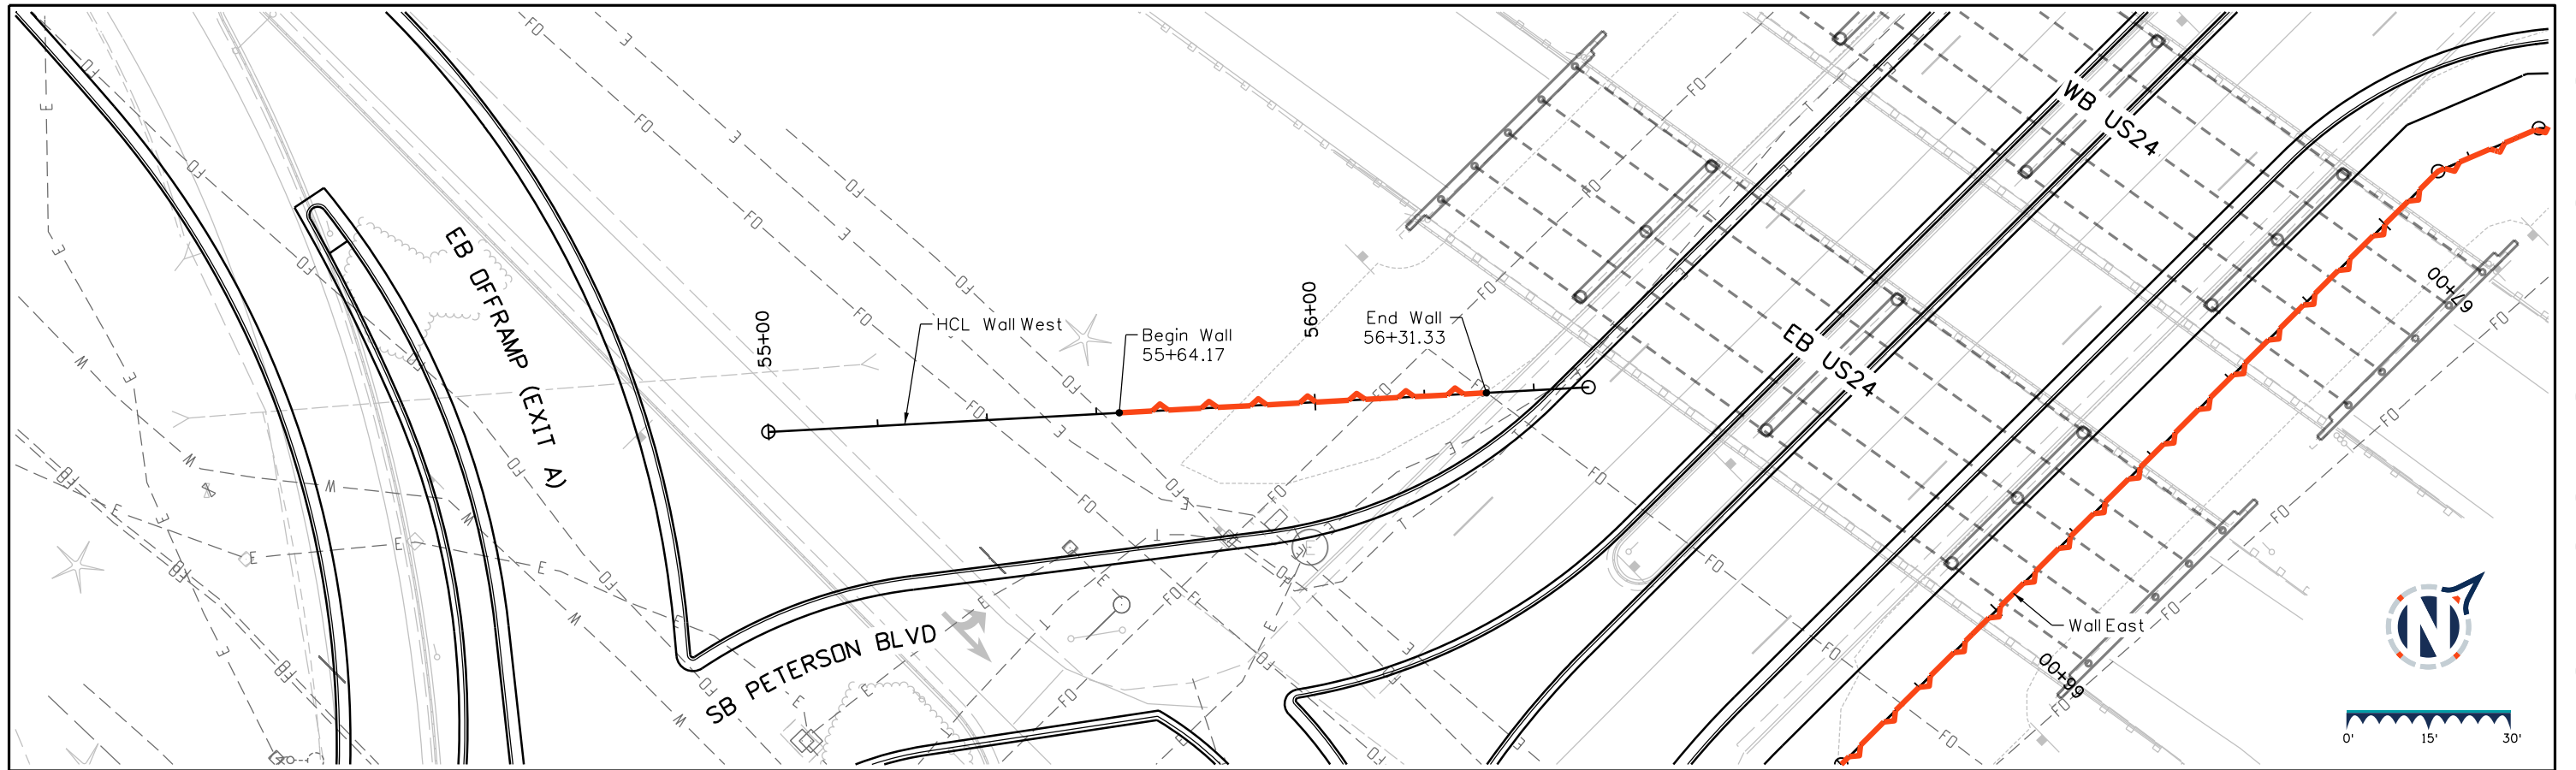 WB US24
EB OFFRAMP (EXIT A)
67+00
55+00
56+00
HCL Wall West
Begin Wall
55+64.17
End Wall
56+31.33
EB US24
SB PETERSON BLVD
Wall East
66+00
N
0' 15' 30'
E
FO
W
T